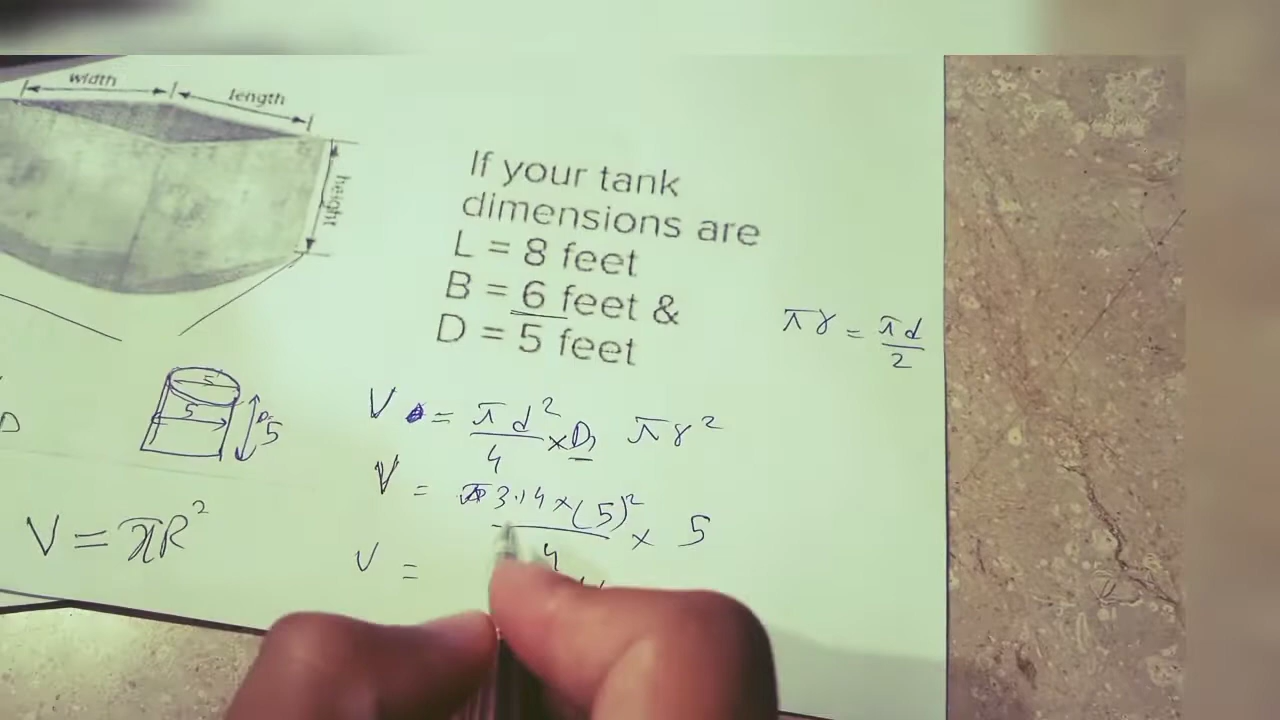 width
length
height
If your tank
dimensions are
L = 8 feet
B = 6 feet &
D = 5 feet
πr = πd/2
5
5
5
D
V = πd²/4 × D πr²
V = 3.14 × (5)²/4 × 5
V = πR²
V =